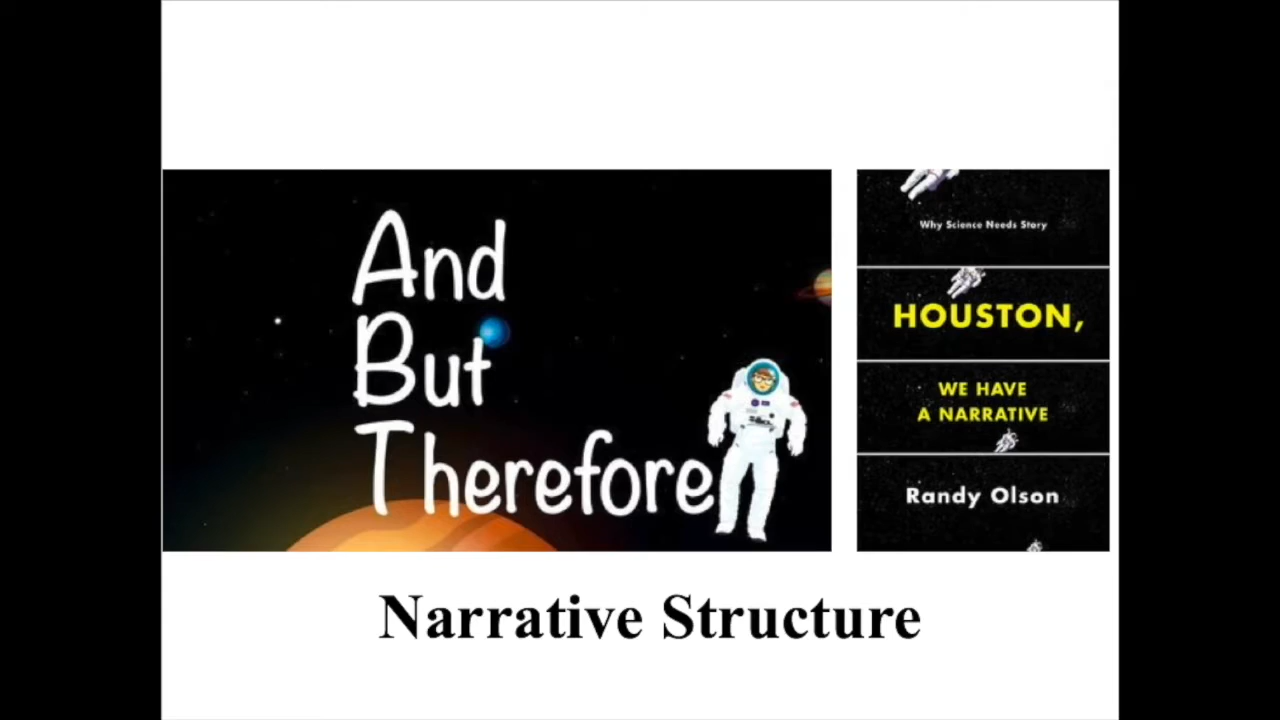 And
But
Therefore
Why Science Needs Story
HOUSTON,
WE HAVE
A NARRATIVE
Randy Olson
Narrative Structure